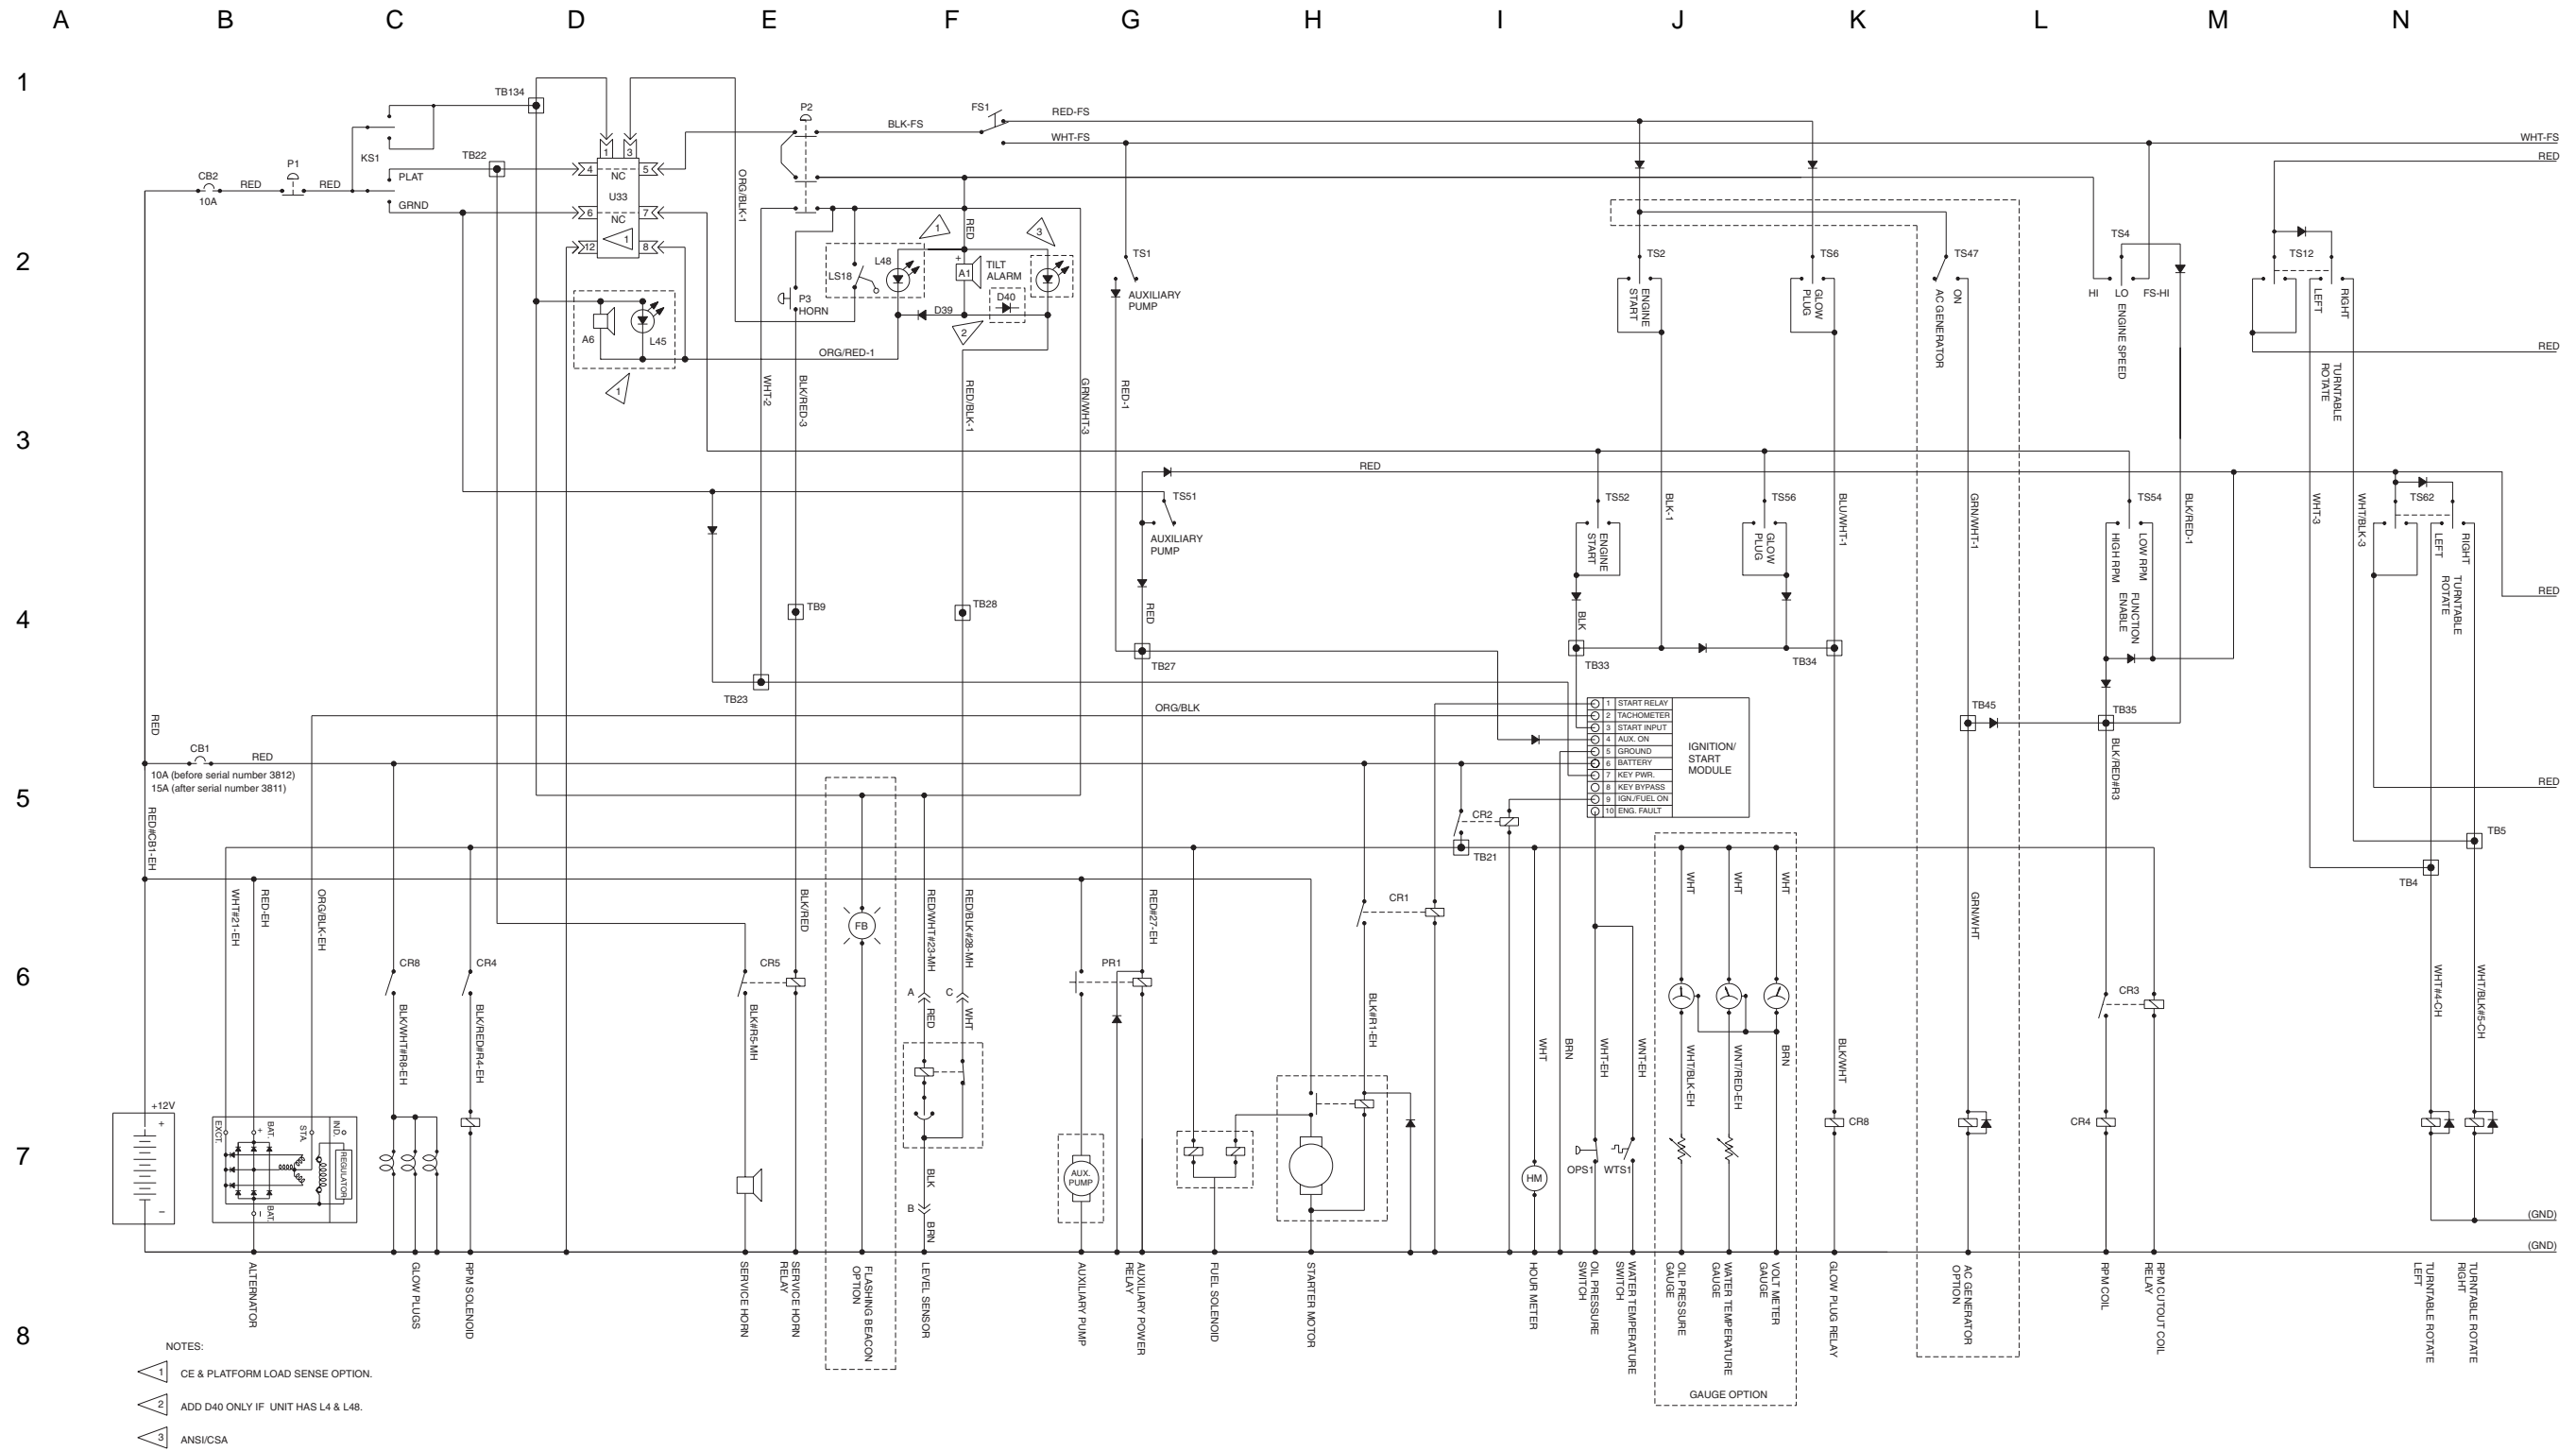 A B C D E F G H I J K L M N
1
2
3
4
5
6
7
8
TB134
KS1
TB22
PLAT
GRND
CB2
10A
RED
P1
RED
1 3
4 NC 5
U33
6 NC 7
12 1 8
ORG/BLK-1
P2
BLK-FS
FS1
RED-FS
WHT-FS
WHT-FS
RED
A6
L45
1
P3
HORN
LS18
L48
1
RED
+
A1
TILT
ALARM
3
D40
D39
2
ORG/RED-1
WHT-2
BLK/RED-3
RED/BLK-1
GRN/WHT-3
RED-1
TS1
AUXILIARY
PUMP
TS2
ENGINE
START
TS6
GLOW
PLUG
TS47
ON
AC GENERATOR
TS4
HI LO FS-HI
ENGINE SPEED
TS12
LEFT
RIGHT
TURNTABLE
ROTATE
RED
RED
TS51
AUXILIARY
PUMP
TS52
ENGINE
START
BLK-1
TS56
GLOW
PLUG
BLU/WHT-1
GRN/WHT-1
TS54
HIGH RPM
LOW RPM
FUNCTION
ENABLE
BLK/RED-1
WHT-3
WHT/BLK-3
TS62
LEFT
RIGHT
TURNTABLE
ROTATE
RED
TB9
TB28
RED
TB27
BLK
TB33
TB34
TB23
ORG/BLK
RED
CB1
RED
10A (before serial number 3812)
15A (after serial number 3811)
RED#CB1-EH
1 START RELAY
2 TACHOMETER
3 START INPUT
4 AUX. ON
5 GROUND
6 BATTERY
7 KEY PWR.
8 KEY BYPASS
9 IGN./FUEL ON
10 ENG. FAULT
IGNITION/
START
MODULE
TB45
TB35
BLK/RED#R3
RED
CR2
TB21
TB5
TB4
WHT#21-EH
RED-EH
ORG/BLK-EH
BLK/RED
FB
RED/WHT#23-MH
RED/BLK#28-MH
RED#27-EH
CR1
WHT
WHT
WHT
GRN/WHT
CR8
CR4
CR5
PR1
CR3
A
C
RED
WHT
BLK/WHT#R8-EH
BLK/RED#R4-EH
BLK#R5-MH
BLK#R1-EH
WHT
BRN
WHT-EH
WNT-EH
WHT/BLK-EH
WNT/RED-EH
BRN
BLK/WHT
WHT#4-CH
WHT/BLK#5-CH
+12V
+
−
EXCT.
BAT.
+
STA.
IND.
REGULATOR
BAT.
BLK
B
BRN
AUX.
PUMP
HM
OPS1
WTS1
CR8
CR4
(GND)
(GND)
ALTERNATOR
GLOW PLUGS
RPM SOLENOID
SERVICE HORN
SERVICE HORN
RELAY
FLASHING BEACON
OPTION
LEVEL SENSOR
AUXILIARY PUMP
AUXILIARY POWER
RELAY
FUEL SOLENOID
STARTER MOTOR
HOUR METER
OIL PRESSURE
SWITCH
WATER TEMPERATURE
SWITCH
OIL PRESSURE
GAUGE
WATER TEMPERATURE
GAUGE
VOLT METER
GAUGE
GAUGE OPTION
GLOW PLUG RELAY
AC GENERATOR
OPTION
RPM COIL
RPM CUTOUT COIL
RELAY
TURNTABLE ROTATE
LEFT
TURNTABLE ROTATE
RIGHT
NOTES:
1 CE & PLATFORM LOAD SENSE OPTION.
2 ADD D40 ONLY IF UNIT HAS L4 & L48.
3 ANSI/CSA